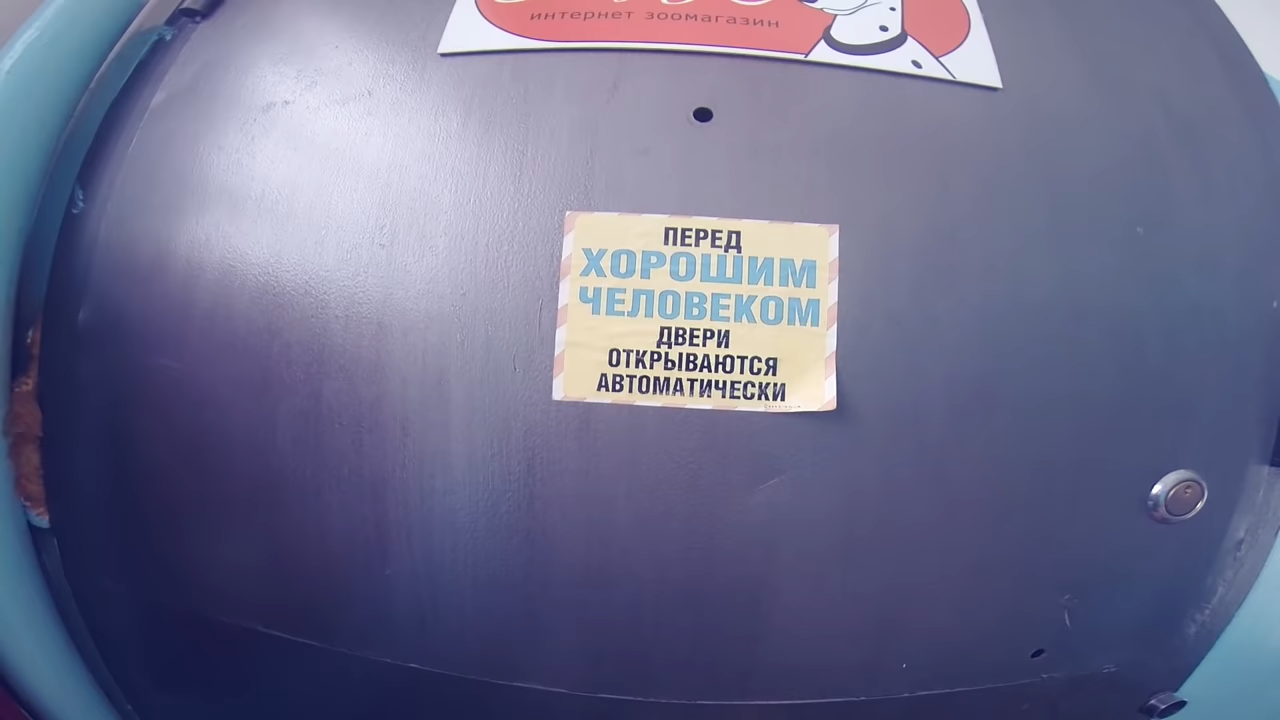 интернет зоомагазин
ПЕРЕД
ХОРОШИМ
ЧЕЛОВЕКОМ
ДВЕРИ
ОТКРЫВАЮТСЯ
АВТОМАТИЧЕСКИ